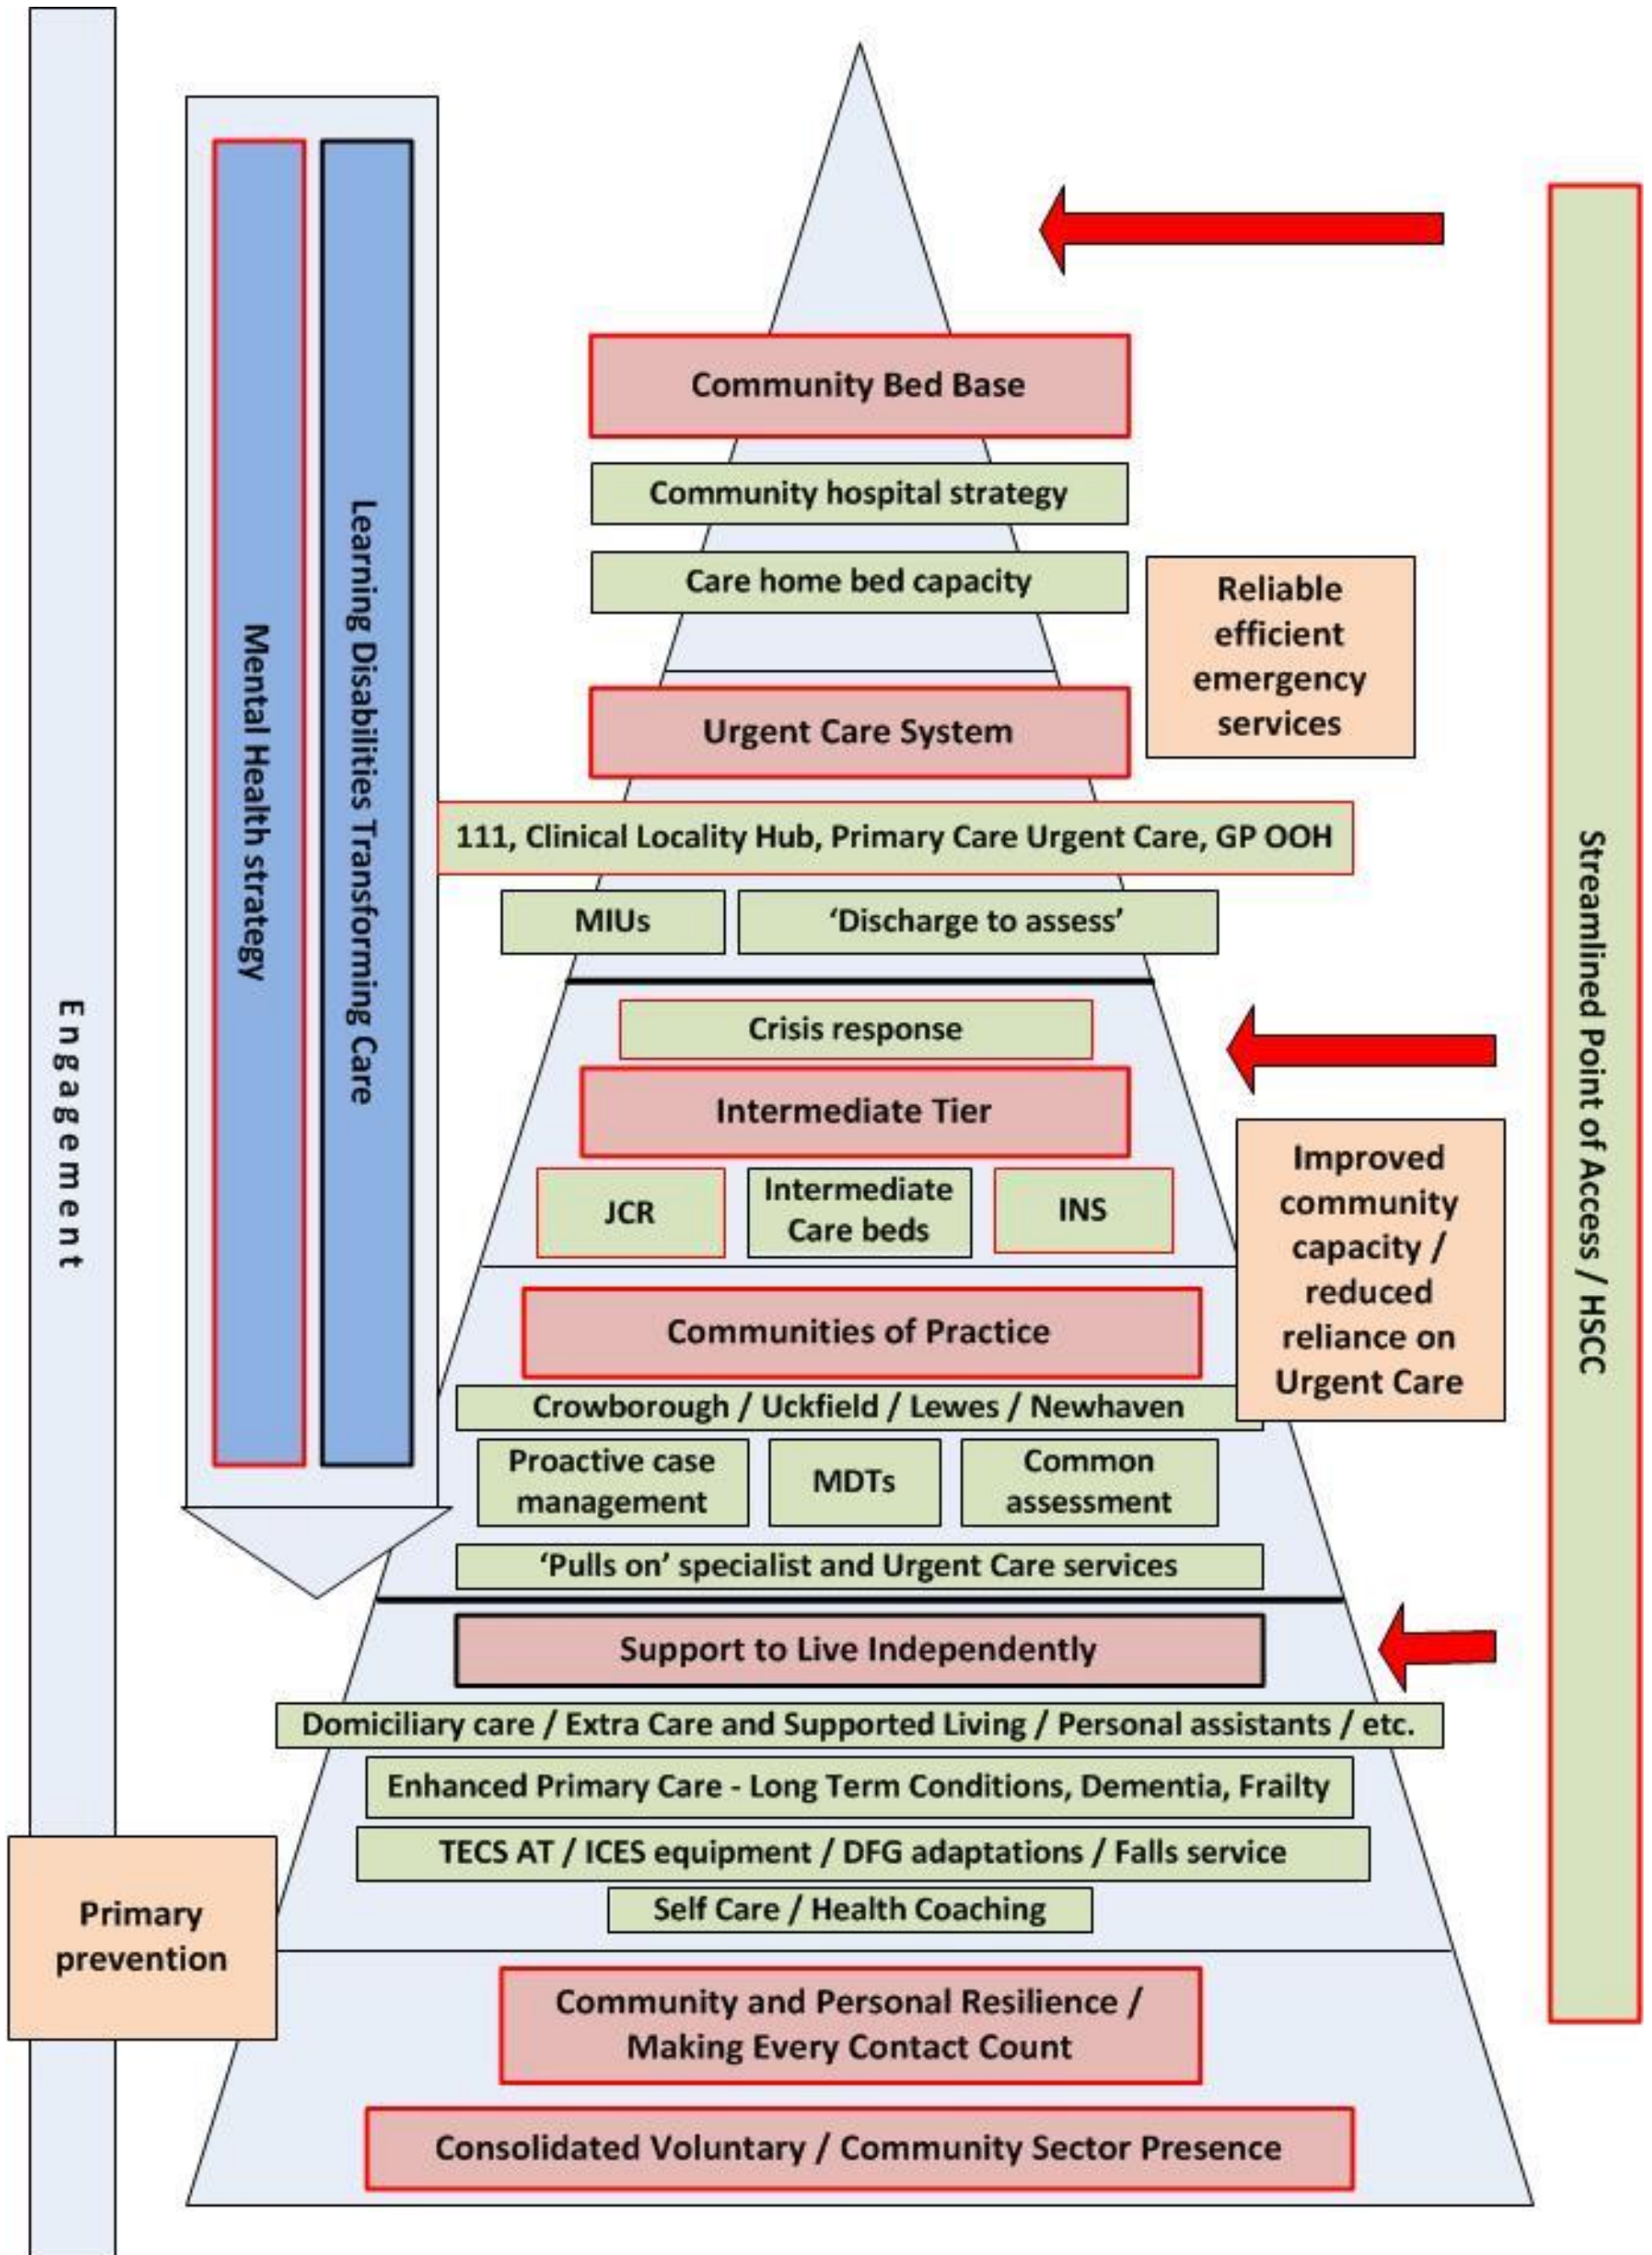 Engagement
Mental Health strategy
Learning Disabilities Transforming Care
Community Bed Base
Community hospital strategy
Care home bed capacity
Reliable
efficient
emergency
services
Urgent Care System
111, Clinical Locality Hub, Primary Care Urgent Care, GP OOH
MIUs
‘Discharge to assess’
Crisis response
Intermediate Tier
JCR
Intermediate
Care beds
INS
Improved
community
capacity /
reduced
reliance on
Urgent Care
Communities of Practice
Crowborough / Uckfield / Lewes / Newhaven
Proactive case
management
MDTs
Common
assessment
‘Pulls on’ specialist and Urgent Care services
Support to Live Independently
Domiciliary care / Extra Care and Supported Living / Personal assistants / etc.
Enhanced Primary Care - Long Term Conditions, Dementia, Frailty
TECS AT / ICES equipment / DFG adaptations / Falls service
Self Care / Health Coaching
Primary
prevention
Community and Personal Resilience /
Making Every Contact Count
Consolidated Voluntary / Community Sector Presence
Streamlined Point of Access / HSCC